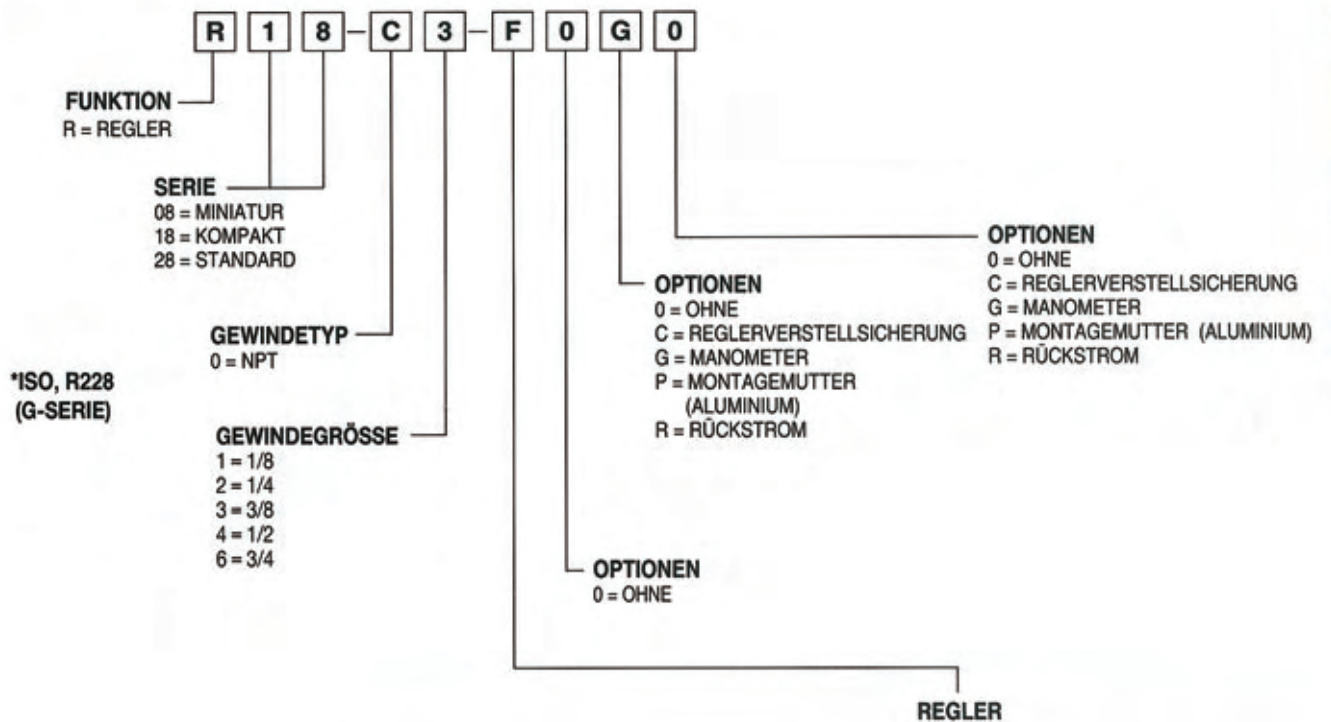 R 1 8 - C 3 - F 0 G 0
FUNKTION
R = REGLER
SERIE
08 = MINIATUR
18 = KOMPAKT
28 = STANDARD
GEWINDETYP
0 = NPT
*ISO, R228
(G-SERIE)
GEWINDEGRÖSSE
1 = 1/8
2 = 1/4
3 = 3/8
4 = 1/2
6 = 3/4
OPTIONEN
0 = OHNE
REGLER
OPTIONEN
0 = OHNE
C = REGLERVERSTELLSICHERUNG
G = MANOMETER
P = MONTAGEMUTTER
(ALUMINIUM)
R = RÜCKSTROM
OPTIONEN
0 = OHNE
C = REGLERVERSTELLSICHERUNG
G = MANOMETER
P = MONTAGEMUTTER (ALUMINIUM)
R = RÜCKSTROM